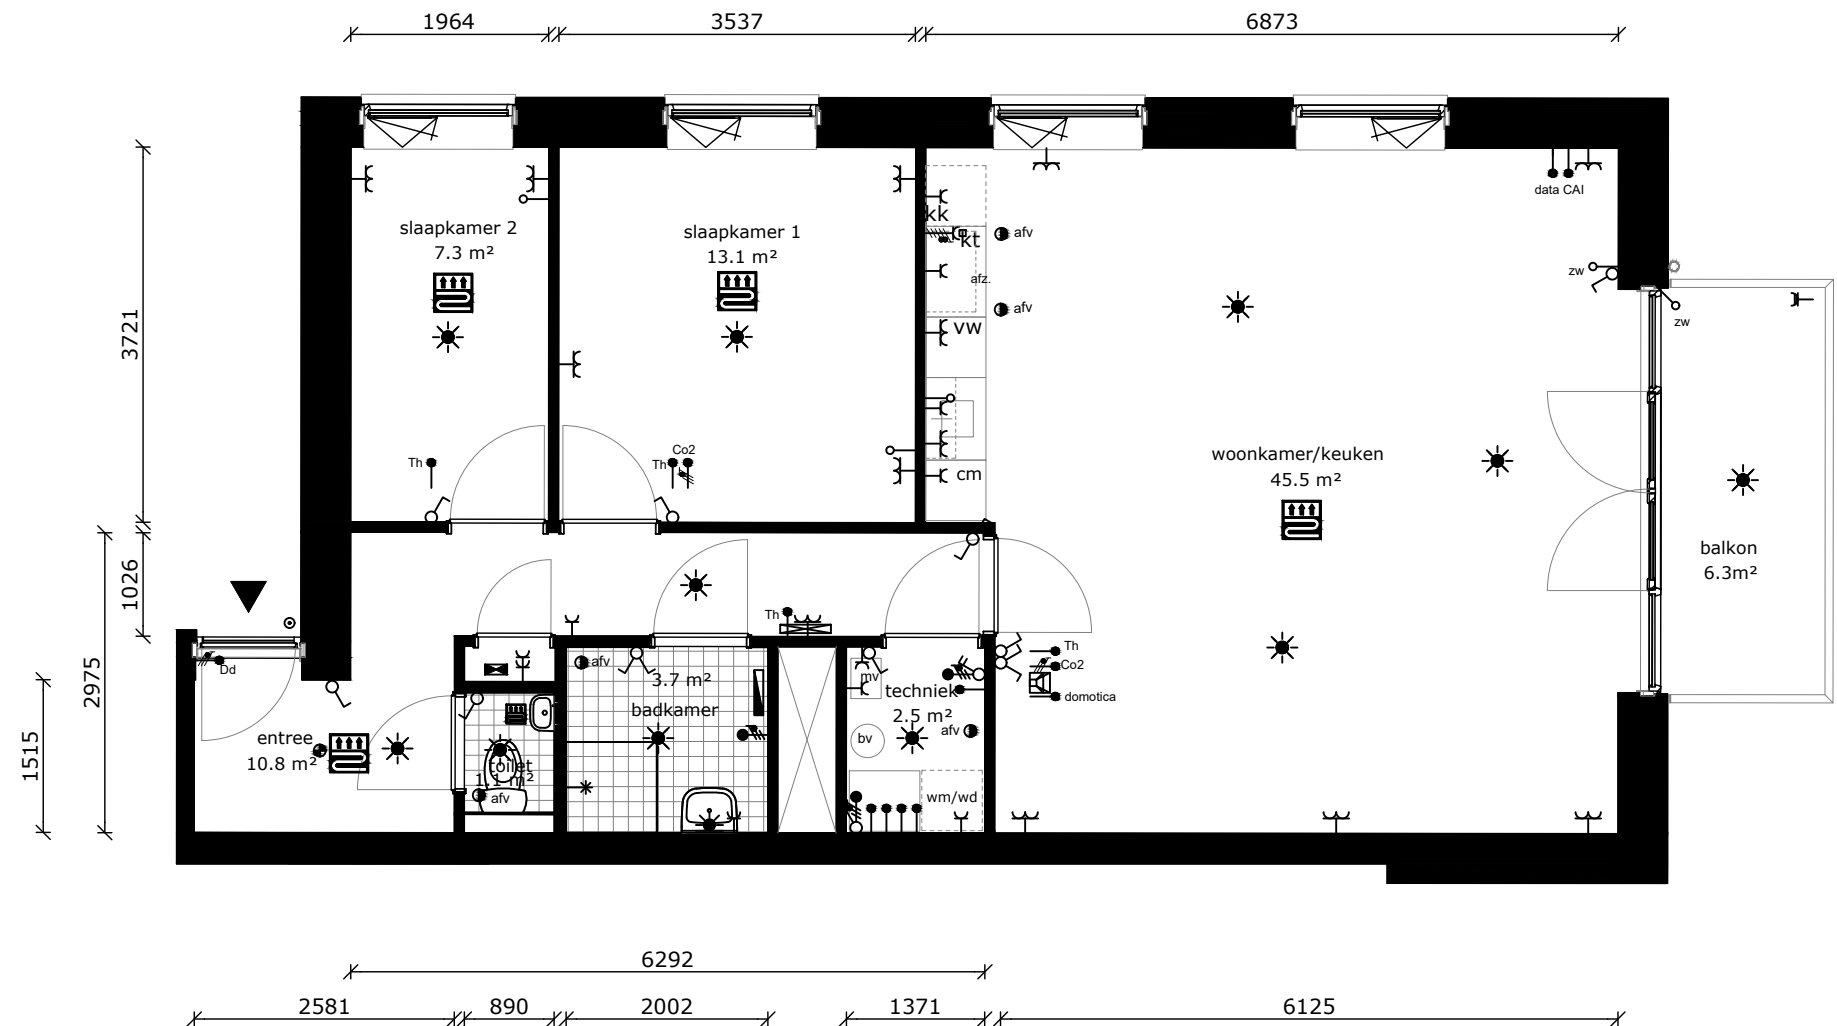 1964
3537
6873
data CAI
kk
slaapkamer 2
7.3 m²
slaapkamer 1
13.1 m²
kt
afv
zw
afz.
afv
vw
zw
3721
Th
Co2
Th
cm
woonkamer/keuken
45.5 m²
balkon
6.3m²
1026
Th
2975
Dd
afv
3.7 m²
badkamer
mv
techniek
2.5 m²
Th
Co2
domotica
1515
entree
10.8 m²
toilet
1.1 m²
afv
bv
afv
wm/wd
6292
2581
890
2002
1371
6125